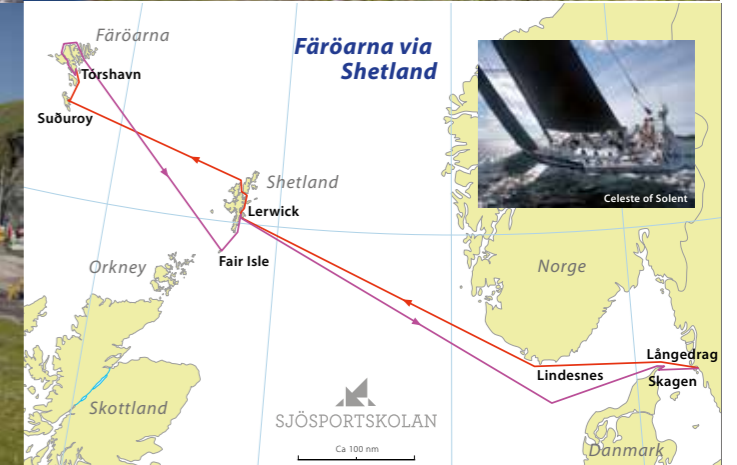 Färöarna via
Shetland
Färöarna
Tórshavn
Suðuroy
Shetland
Lerwick
Celeste of Solent
Orkney
Fair Isle
Norge
Långedrag
Lindesnes
Skagen
Skottland
SJÖSPORTSKOLAN
Ca 100 nm
Danmark